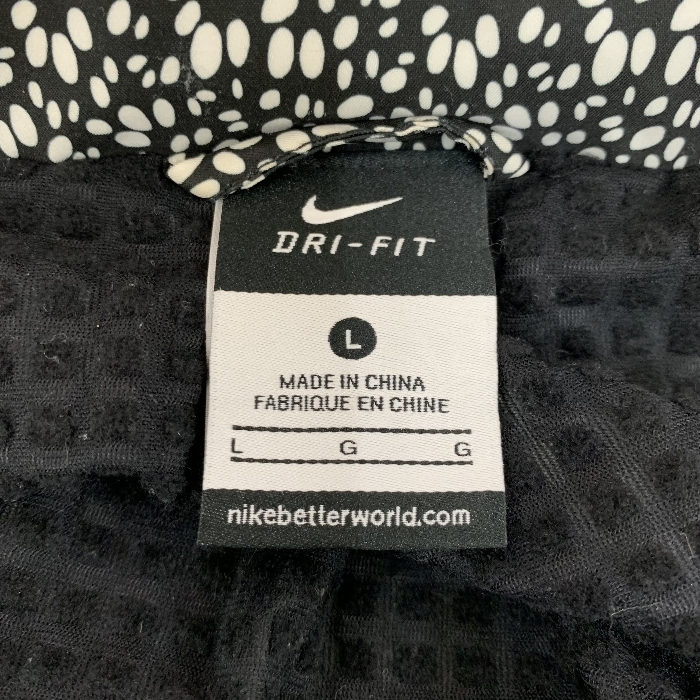 DRI-FIT
L
MADE IN CHINA
FABRIQUE EN CHINE
L G G
nikebetterworld.com